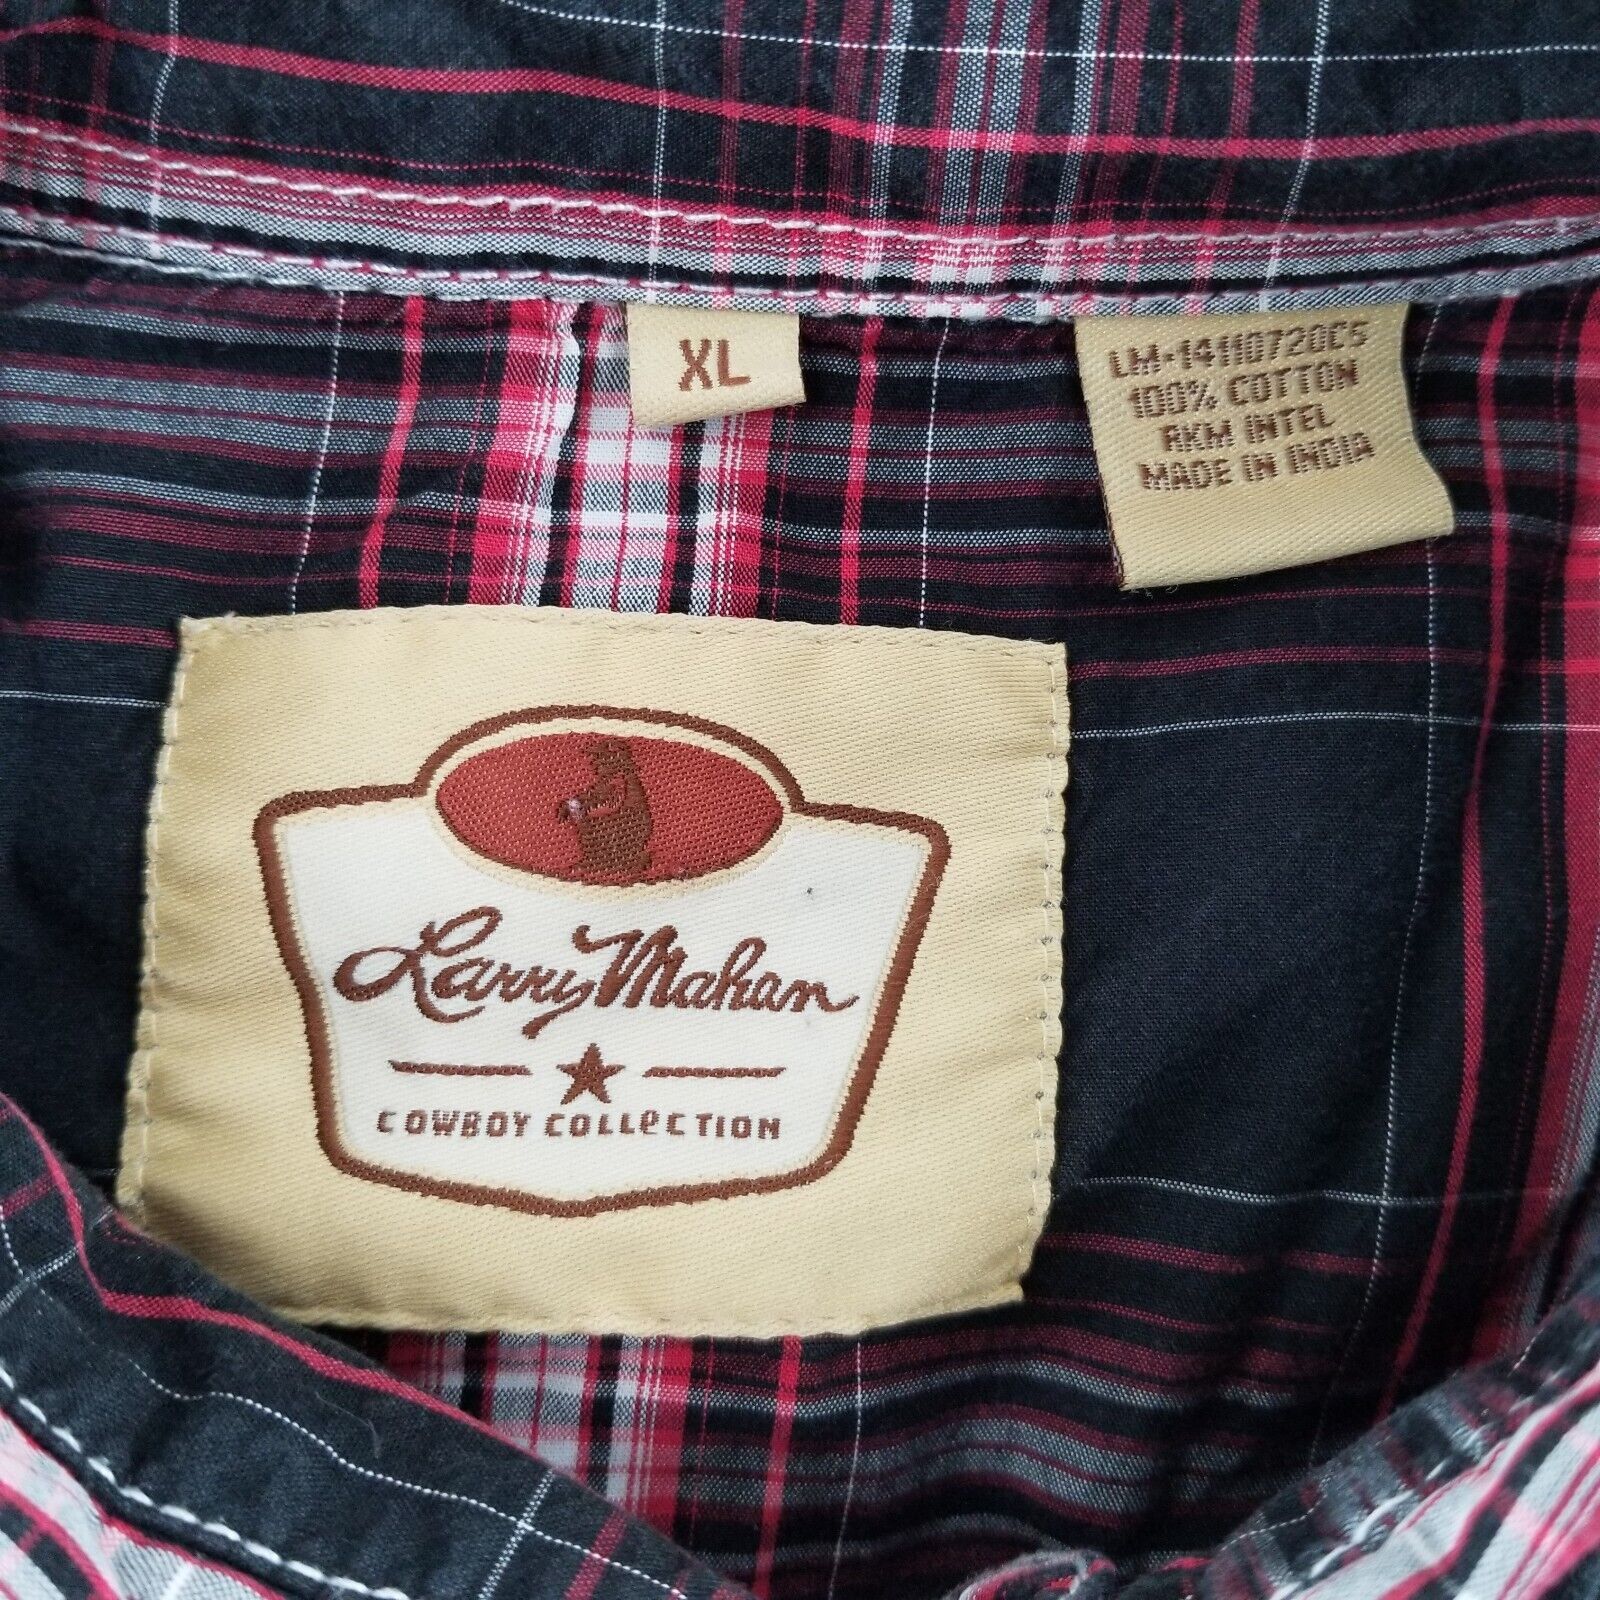 XL
LM-14110720C5
100% COTTON
RKM INTEL
MADE IN INDIA
Larry Mahan
COWBOY COLLECTION